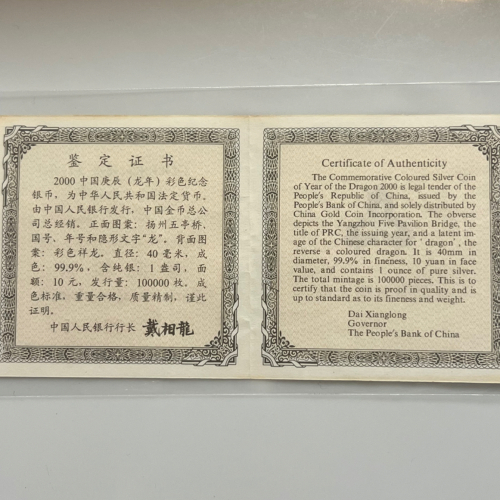 鉴定证书
2000 中国庚辰（龙年）彩色纪念
银币，为中华人民共和国法定货币。
由中国人民银行发行，中国金币总公
司总经销。正面图案：扬州五亭桥，
国号、年号和隐形文字“龙”，背面图
案：彩色祥龙。直径：40 毫米，成
色：99.9%，含纯银：1 盎司，面
额：10 元，发行量：100000 枚。成
色标准，重量合格，质量精制，谨此
证明。
中国人民银行行长 戴相龍
Certificate of Authenticity
The Commemorative Coloured Silver Coin
of Year of the Dragon 2000 is legal tender of the
People's Republic of China, issued by the
People's Bank of China, and solely distributed by
China Gold Coin Incorporation. The obverse
depicts the Yangzhou Five Pavilion Bridge, the
title of PRC, the issuing year, and a latent im-
age of the Chinese character for ' dragon' , the
reverse a coloured dragon. It is 40mm in
diameter, 99.9% in fineness, 10 yuan in face
value, and contains 1 ounce of pure silver.
The total mintage is 100000 pieces. This is to
certify that the coin is proof in quality and is
up to standard as to its fineness and weight.
Dai Xianglong
Governor
The People's Bank of China